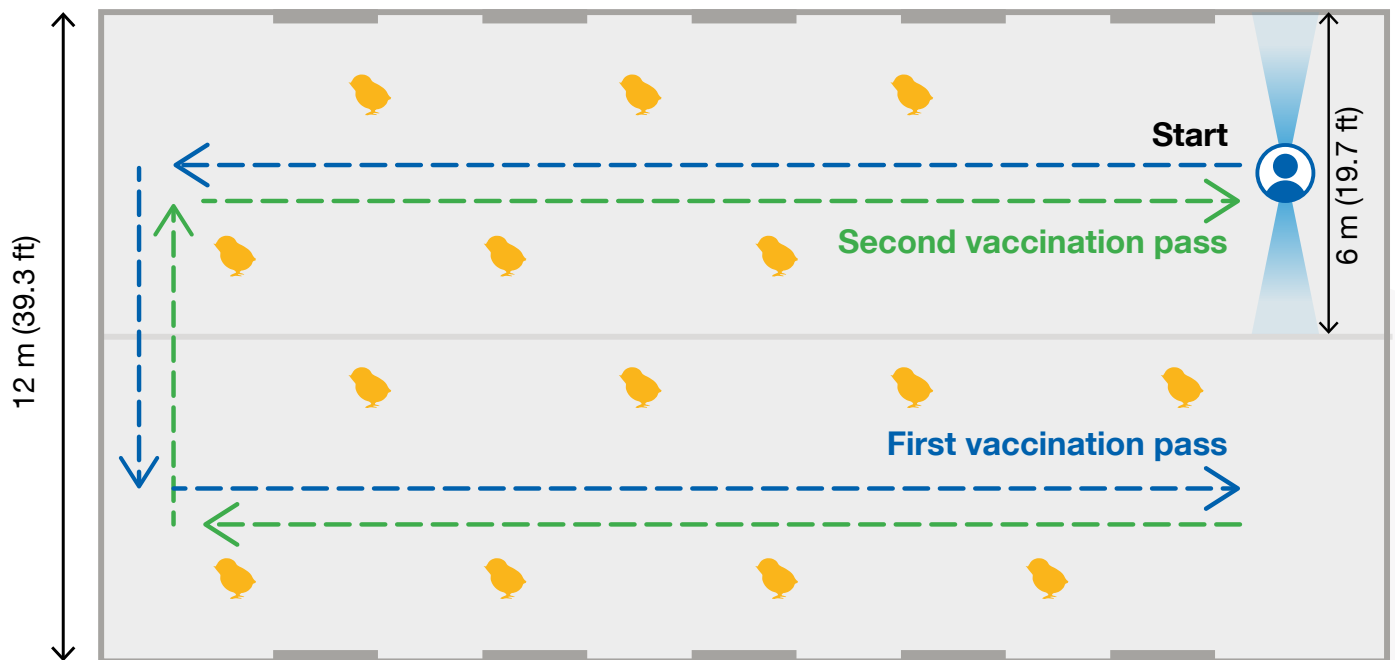 Start
Second vaccination pass
6 m (19.7 ft)
12 m (39.3 ft)
First vaccination pass